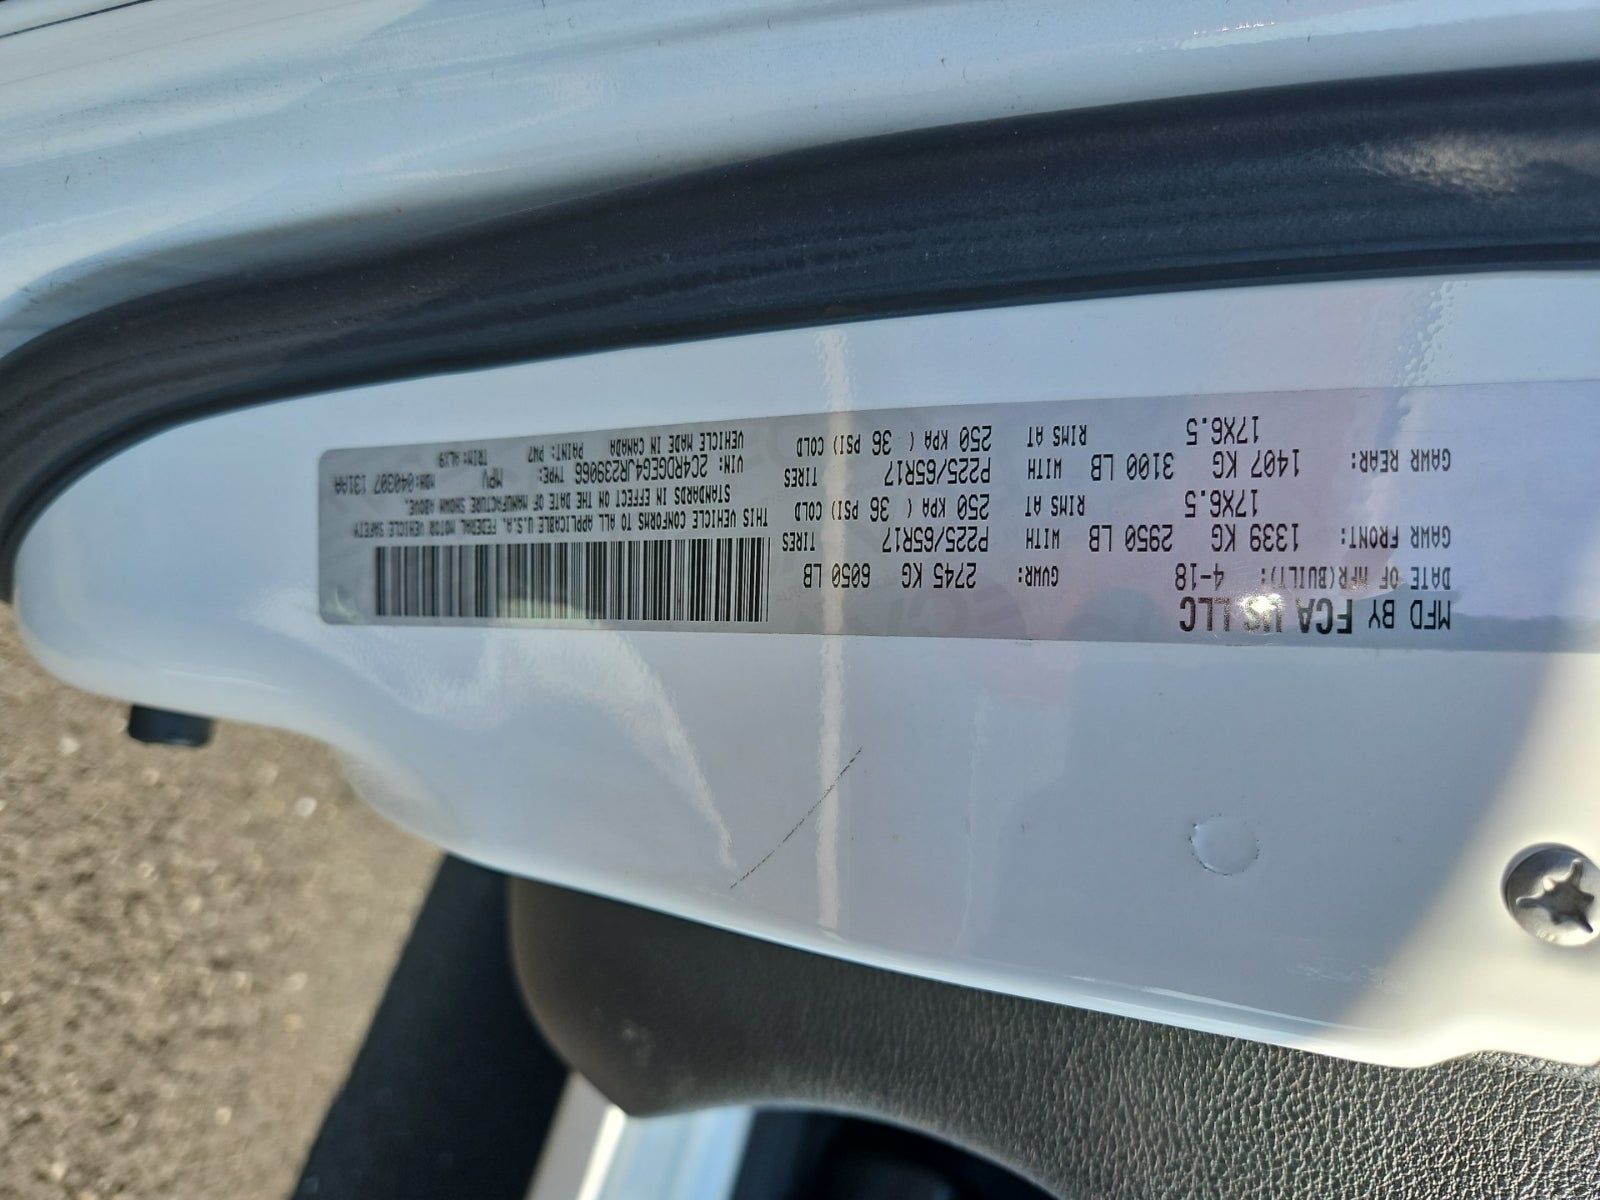 MFD BY FCA US LLC
DATE OF MFR(BUILT): 4-18 GVWR: 2745 KG 6050 LB
GAWR FRONT: 1339 KG 2950 LB WITH P225/65R17 TIRES
17X6.5 RIMS AT 250 KPA ( 36 PSI) COLD
GAWR REAR: 1407 KG 3100 LB WITH P225/65R17 TIRES
17X6.5 RIMS AT 250 KPA ( 36 PSI) COLD
THIS VEHICLE CONFORMS TO ALL APPLICABLE U.S.A. FEDERAL MOTOR VEHICLE SAFETY
STANDARDS IN EFFECT ON THE DATE OF MANUFACTURE SHOWN ABOVE.
VIN: 2C4RDGEG4JR239066 TYPE: MPV MDH:040307 131AA
VEHICLE MADE IN CANADA PAINT: PW7 TRIM:HLX9